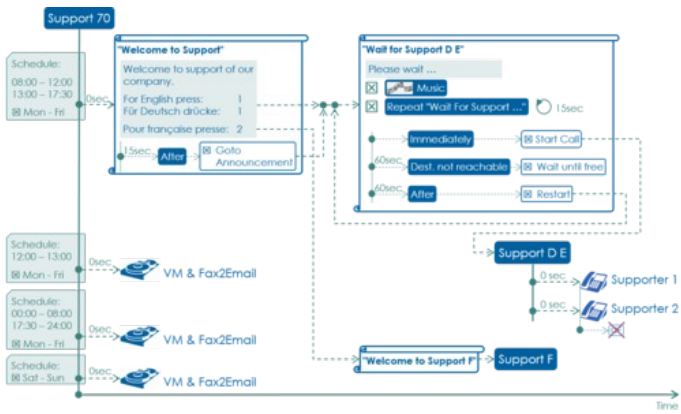 Support 70
Schedule:
08:00 – 12:00
13:00 – 17:30
Mon - Fri
0sec
"Welcome to Support"
Welcome to support of our
company.
For English press: 1
Für Deutsch drücke: 1
Pour française presse: 2
15sec
After
Goto
Announcement
"Wait for Support D E"
Please wait ...
Music
Repeat "Wait For Support ..."
15sec
Immediately
Start Call
60sec
Dest. not reachable
Wait until free
60sec
After
Restart
Schedule:
12:00 – 13:00
Mon - Fri
0sec
VM & Fax2Email
Support D E
0 sec
Supporter 1
0 sec
Supporter 2
Schedule:
00:00 – 08:00
17:30 – 24:00
Mon - Fri
0sec
VM & Fax2Email
"Welcome to Support F"
Support F
Schedule:
Sat - Sun
0sec
VM & Fax2Email
Time